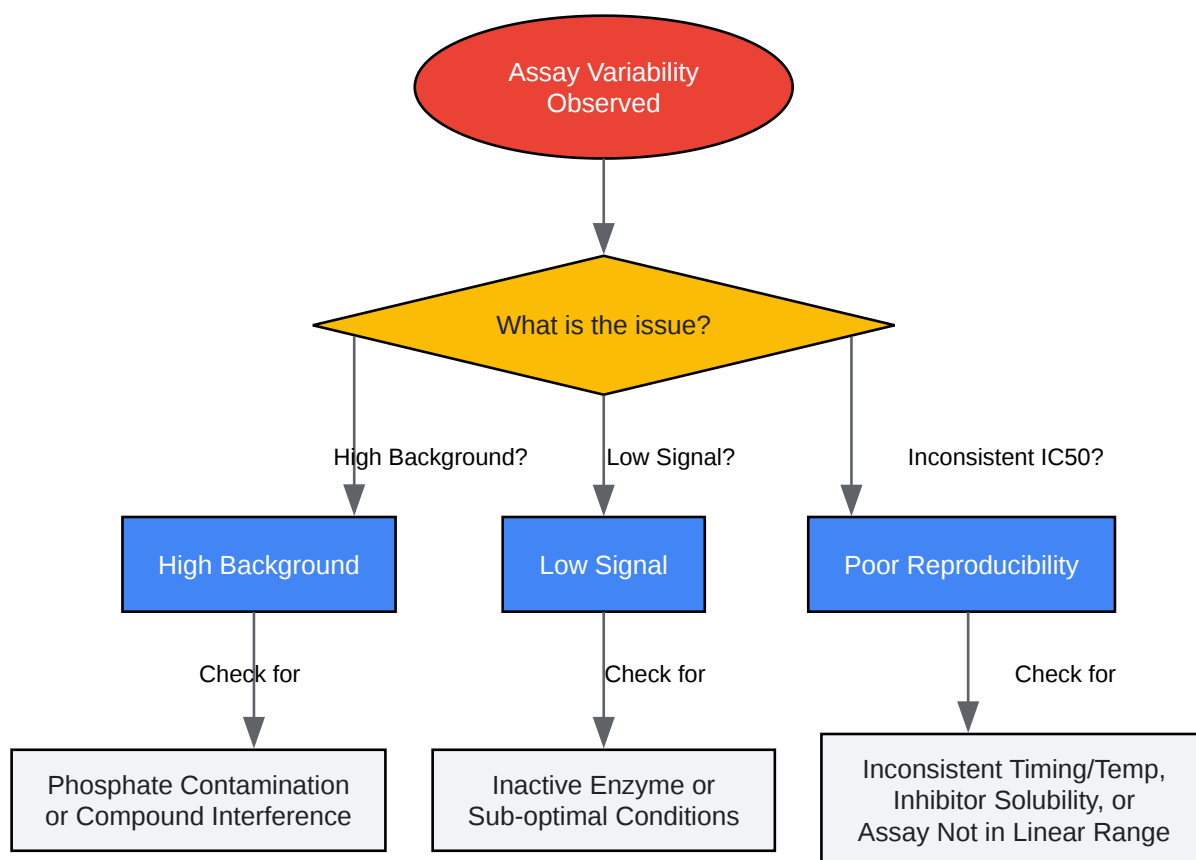 Assay Variability
Observed
What is the issue?
High Background?
Low Signal?
Inconsistent IC50?
High Background
Low Signal
Poor Reproducibility
Check for
Check for
Check for
Phosphate Contamination
or Compound Interference
Inactive Enzyme or
Sub-optimal Conditions
Inconsistent Timing/Temp,
Inhibitor Solubility, or
Assay Not in Linear Range